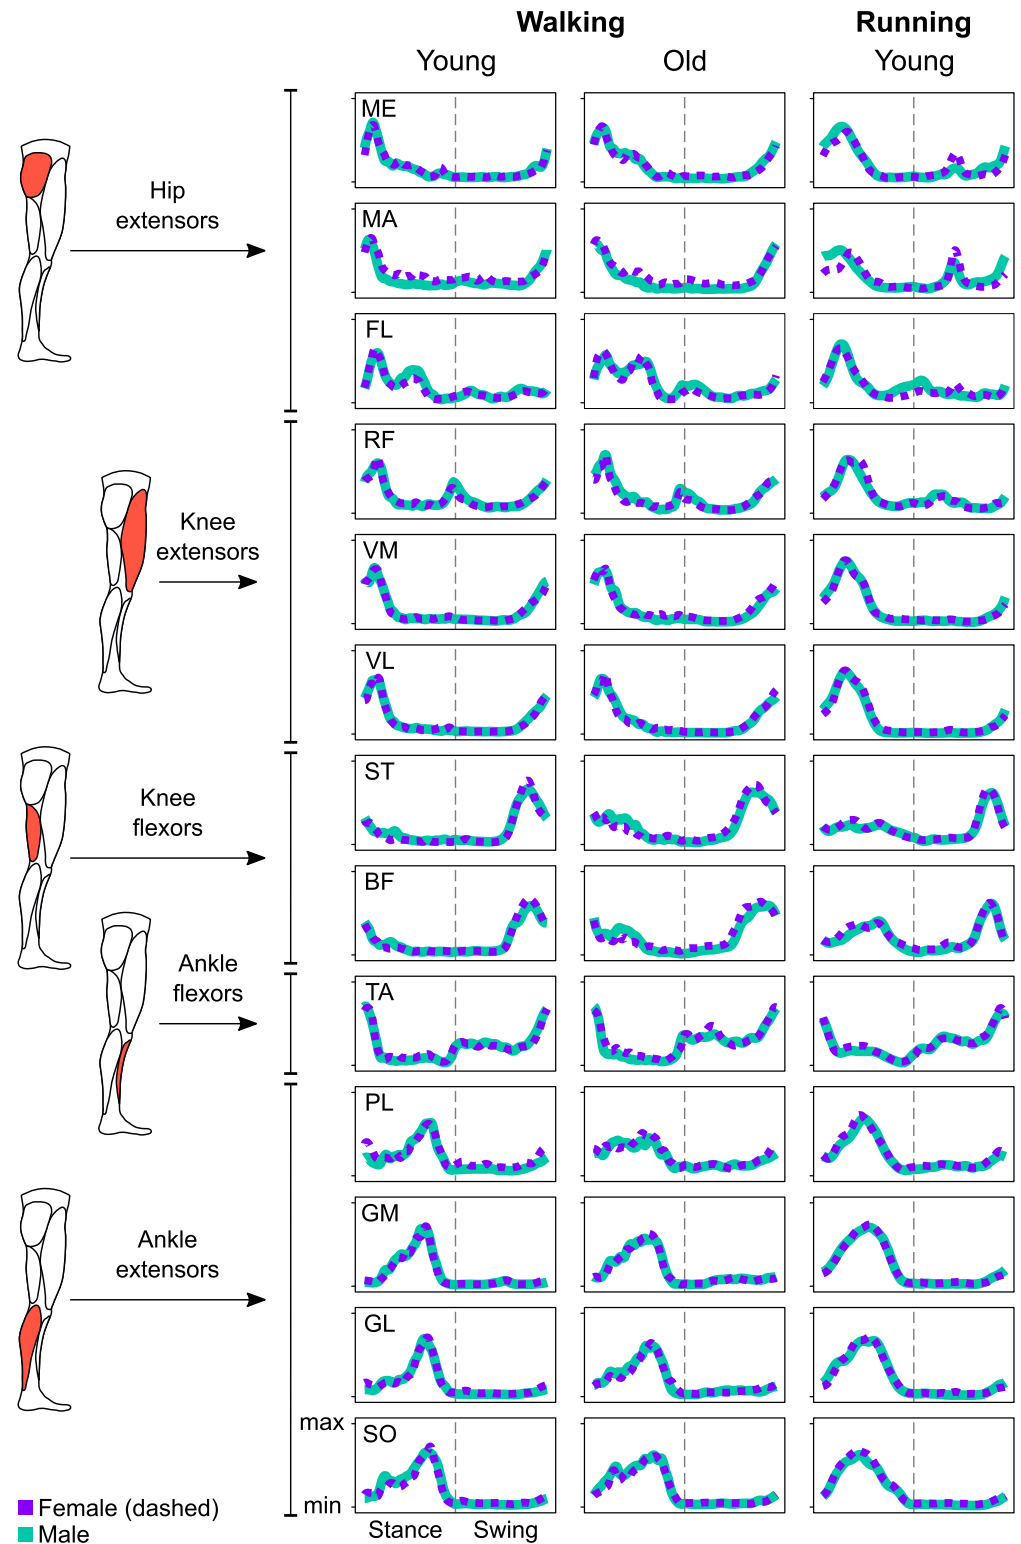 Walking
Running
Young
Old
Young
ME
Hip
extensors
MA
FL
RF
Knee
extensors
VM
VL
ST
Knee
flexors
BF
Ankle
flexors
TA
PL
GM
Ankle
extensors
GL
max
SO
min
Female (dashed)
Male
Stance
Swing